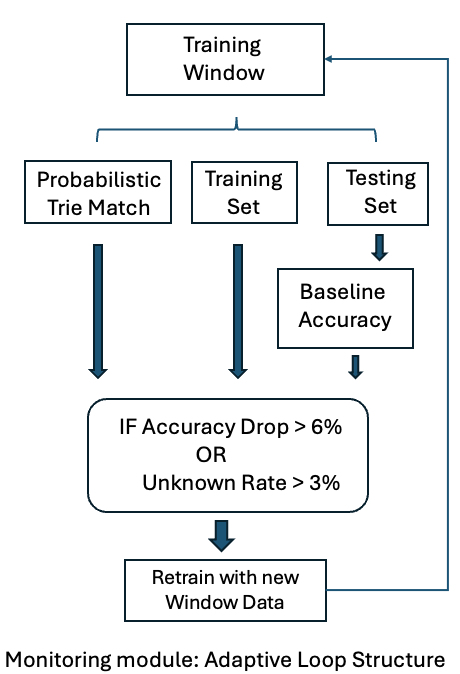 Training
Window
Probabilistic
Trie Match
Training
Set
Testing
Set
Baseline
Accuracy
IF Accuracy Drop > 6%
OR
Unknown Rate > 3%
Retrain with new
Window Data
Monitoring module: Adaptive Loop Structure